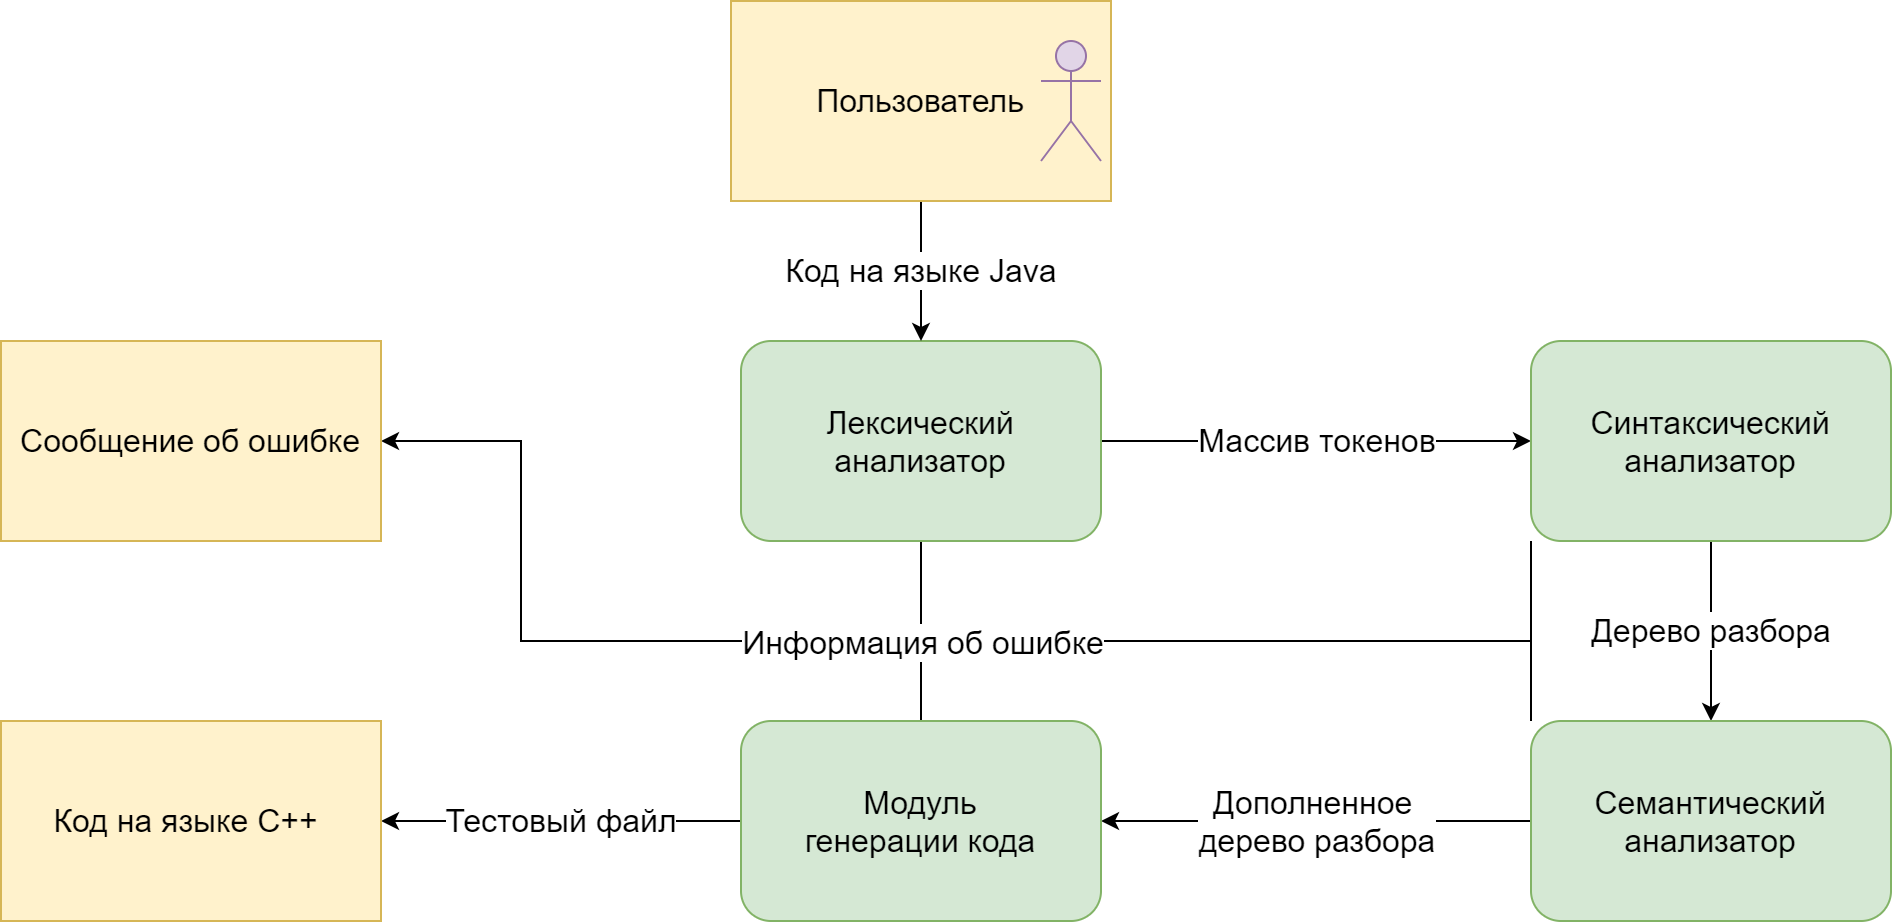 Пользователь
Код на языке Java
Сообщение об ошибке
Лексический
анализатор
Массив токенов
Синтаксический
анализатор
Информация об ошибке
Дерево разбора
Код на языке C++
Тестовый файл
Модуль
генерации кода
Дополненное
дерево разбора
Семантический
анализатор